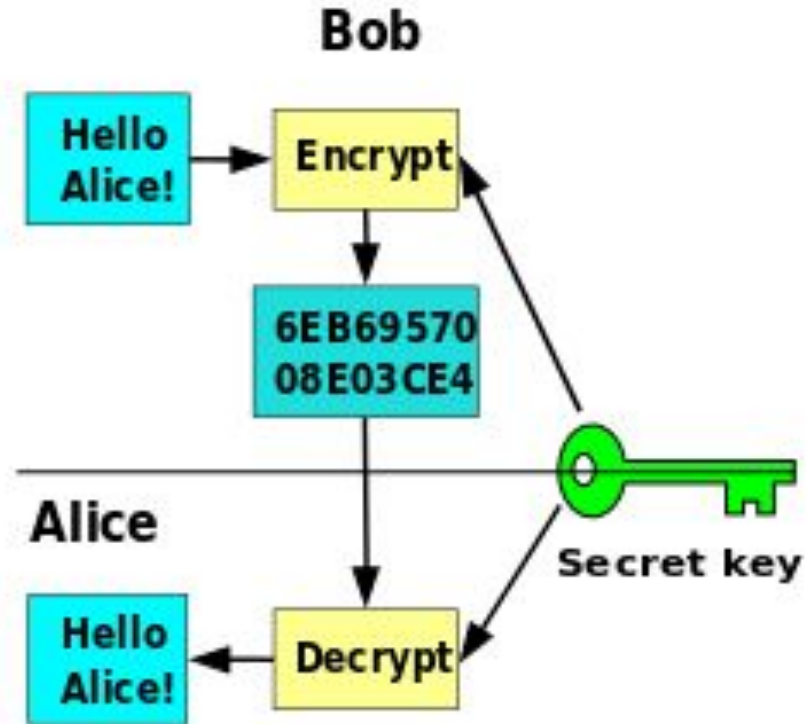 Bob
Hello
Alice!
Encrypt
6EB69570
08E03CE4
Alice
Secret key
Hello
Alice!
Decrypt